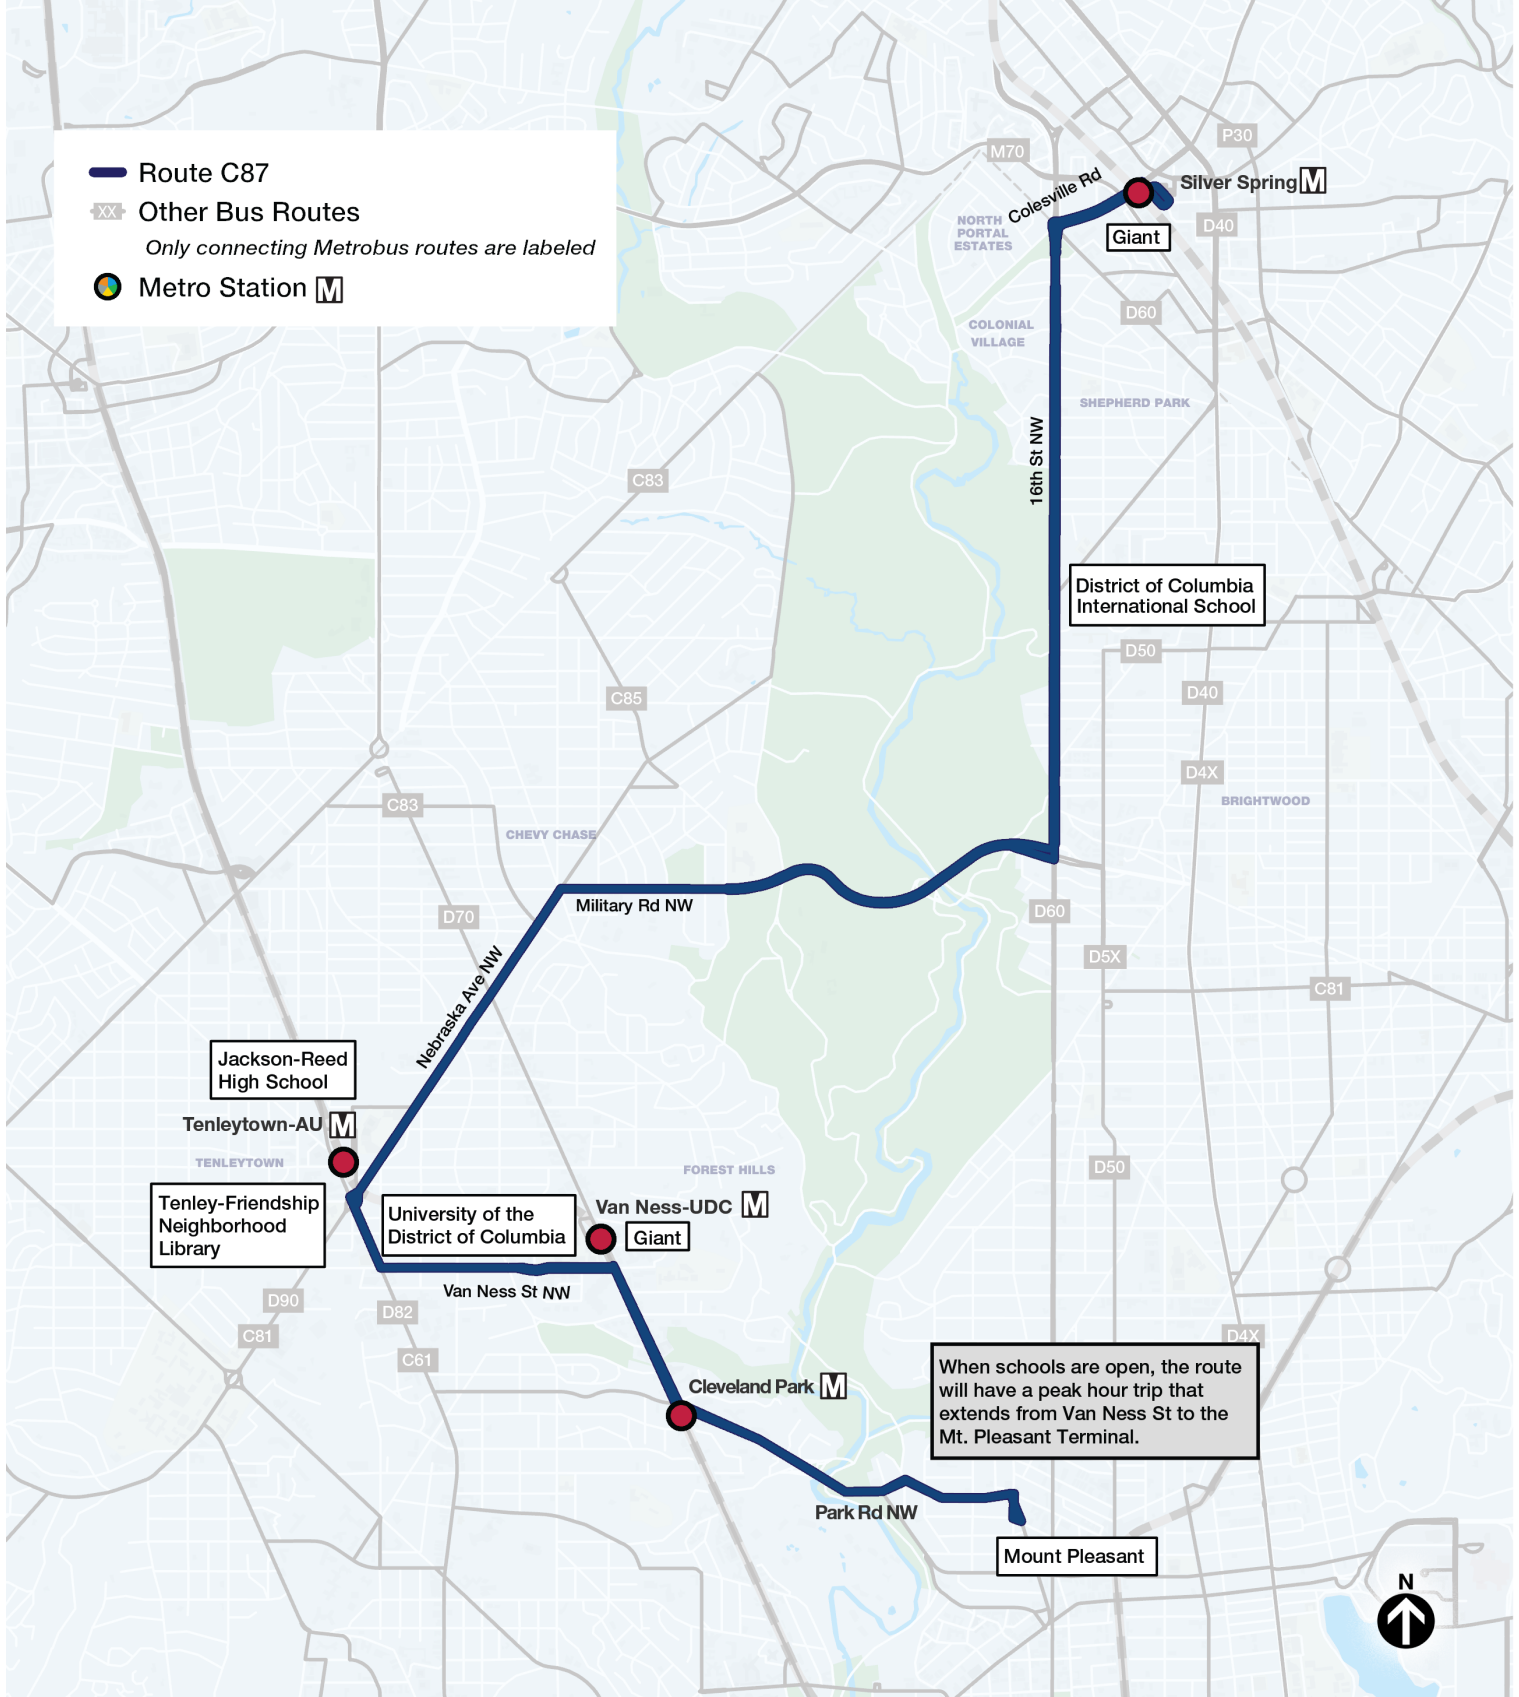 Route C87
XX Other Bus Routes
Only connecting Metrobus routes are labeled
Metro Station M
P30
M70
Colesville Rd
Silver Spring M
NORTH
PORTAL
ESTATES
Giant
D40
D60
COLONIAL
VILLAGE
SHEPHERD PARK
16th St NW
C83
District of Columbia
International School
D50
C85
D40
D4X
BRIGHTWOOD
C83
CHEVY CHASE
Military Rd NW
D70
D60
Nebraska Ave NW
D5X
C81
Jackson-Reed
High School
Tenleytown-AU M
TENLEYTOWN
FOREST HILLS
D50
Tenley-Friendship
Neighborhood
Library
University of the
District of Columbia
Van Ness-UDC M
Giant
Van Ness St NW
D90
D82
C81
C61
D4X
When schools are open, the route
will have a peak hour trip that
extends from Van Ness St to the
Mt. Pleasant Terminal.
Cleveland Park M
Park Rd NW
Mount Pleasant
N